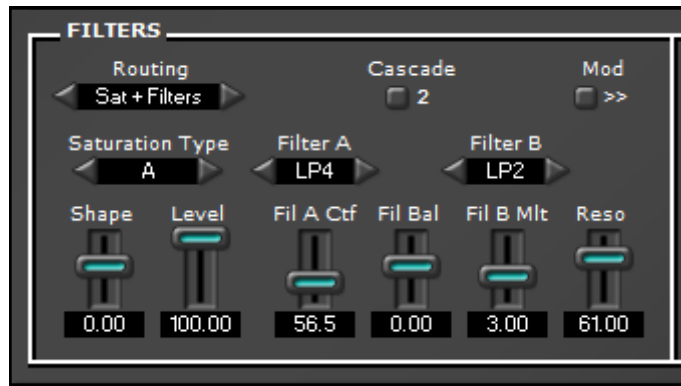 FILTERS
Routing Cascade Mod
Sat + Filters 2 >>
Saturation Type Filter A Filter B
A LP4 LP2
Shape Level Fil A Ctf Fil Bal Fil B Mlt Reso
0.00 100.00 56.5 0.00 3.00 61.00